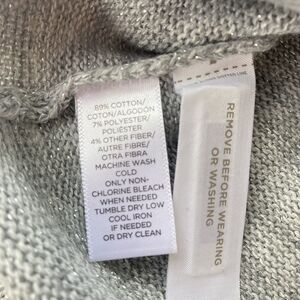 89% COTTON/
COTON/ALGODÓN
7% POLYESTER/
POLIÉSTER
4% OTHER FIBER/
AUTRE FIBRE/
OTRA FIBRA
MACHINE WASH
COLD
ONLY NON-
CHLORINE BLEACH
WHEN NEEDED
TUMBLE DRY LOW
COOL IRON
IF NEEDED
OR DRY CLEAN
REMOVE BEFORE WEARING
OR WASHING